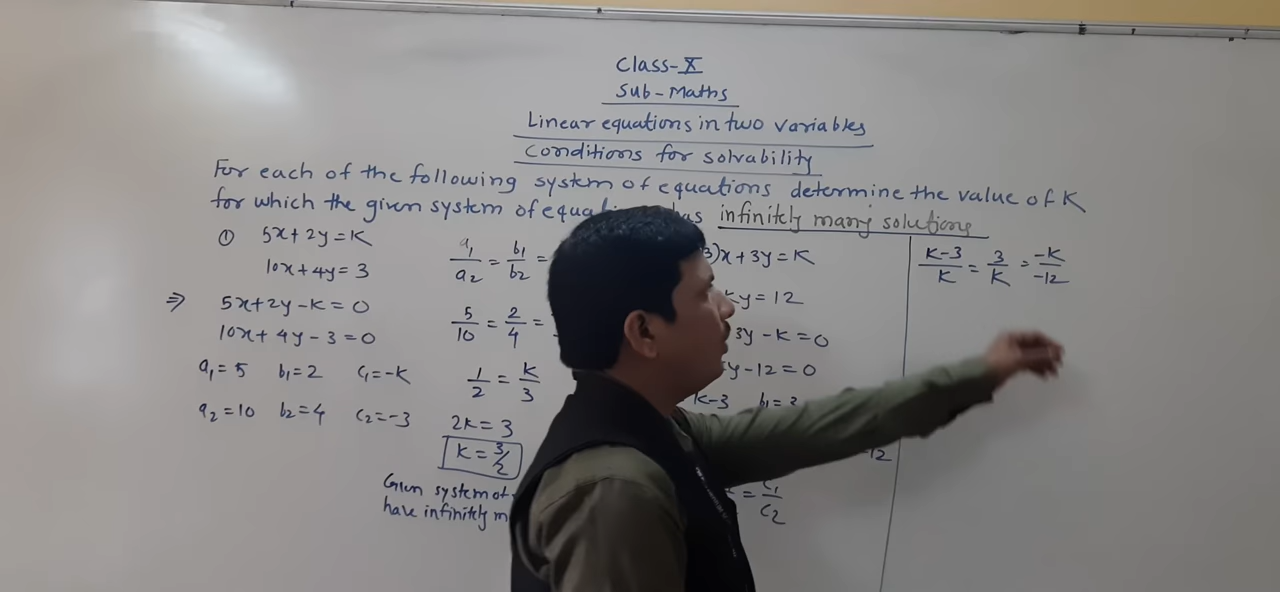 Class-X
Sub-Maths
Linear equations in two variables
Conditions for solvability
For each of the following system of equations determine the value of K
for which the given system of has infinitely many solutions
① 5x+2y=K
10x+4y=3
⇒ 5x+2y-K=0
10x+4y-3=0
a₁=5 b₁=2 c₁=-K
a₂=10 b₂=4 c₂=-3
a₁/a₂ = b₁/b₂ =
5/10 = 2/4 =
1/2 = K/3
2K=3
K=3/2
Given system of
have infinitely
3)x+3y=K
Ky=12
3y-K=0
y-12=0
K-3 b₁=3
-12
= c₁/c₂
K-3/K = 3/K = -K/-12